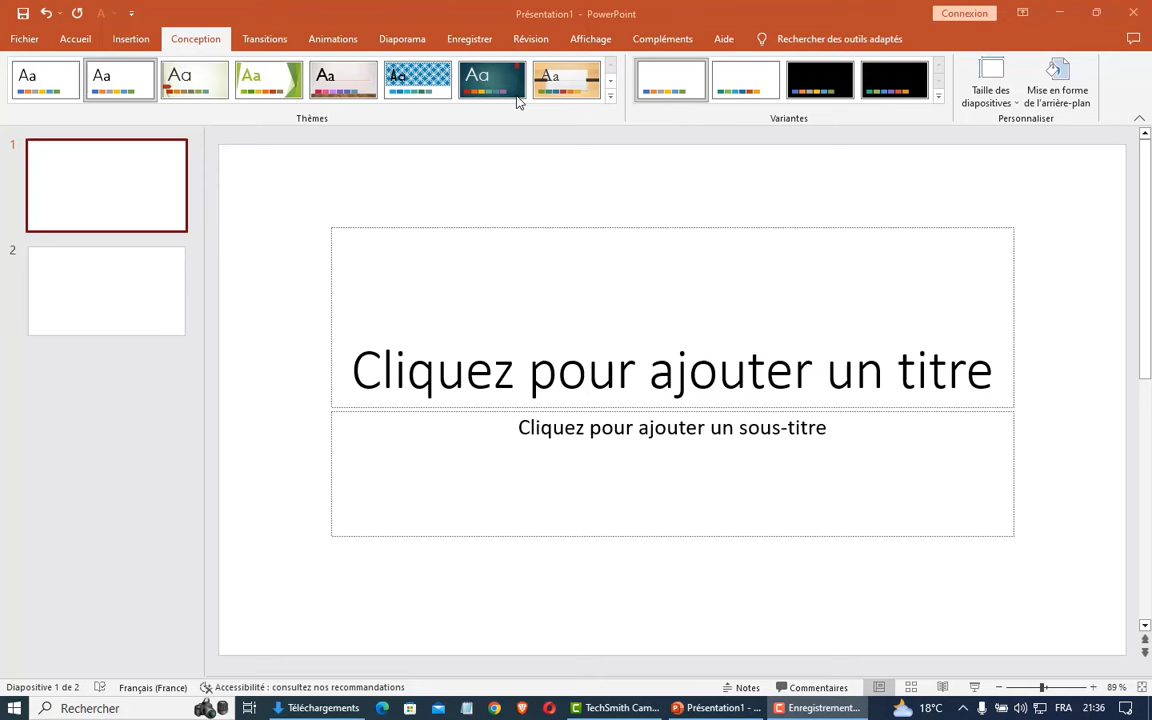 Présentation1 - PowerPoint
Connexion
Fichier
Accueil
Insertion
Conception
Transitions
Animations
Diaporama
Enregistrer
Révision
Affichage
Compléments
Aide
Rechercher des outils adaptés
Aa
Aa
Aa
Aa
Aa
Aa
Aa
Aa
Taille des
diapositives
Mise en forme
de l'arrière-plan
Thèmes
Variantes
Personnaliser
1
2
Cliquez pour ajouter un titre
Cliquez pour ajouter un sous-titre
Diapositive 1 de 2
Français (France)
Accessibilité : consultez nos recommandations
Notes
Commentaires
89 %
Rechercher
Téléchargements
TechSmith Cam...
Présentation1 - ...
Enregistrement...
18°C
FRA
21:36